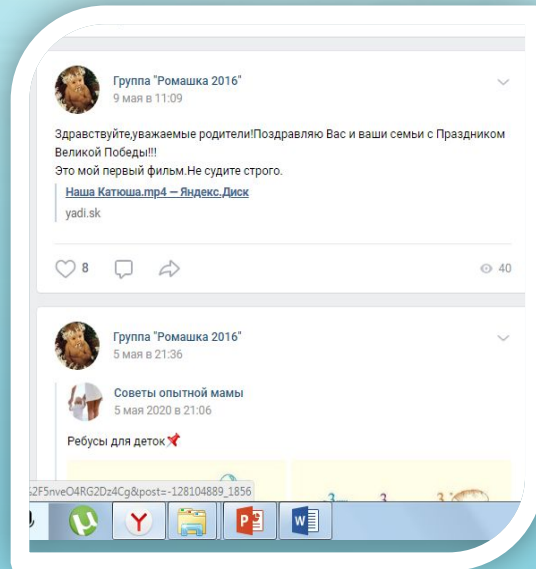 Группа "Ромашка 2016"
9 мая в 11:09
Здравствуйте,уважаемые родители!Поздравляю Вас и ваши семьи с Праздником
Великой Победы!!!
Это мой первый фильм.Не судите строго.
Наша Катюша.mp4 — Яндекс.Диск
yadi.sk
8
40
Группа "Ромашка 2016"
5 мая в 21:36
Советы опытной мамы
5 мая 2020 в 21:06
Ребусы для деток📌
%2F5nveO4RG2Dz4Cg&post=-128104889_1856